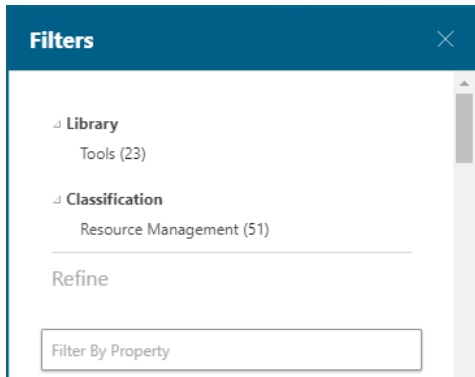 Filters
Library
Tools (23)
Classification
Resource Management (51)
Refine
Filter By Property